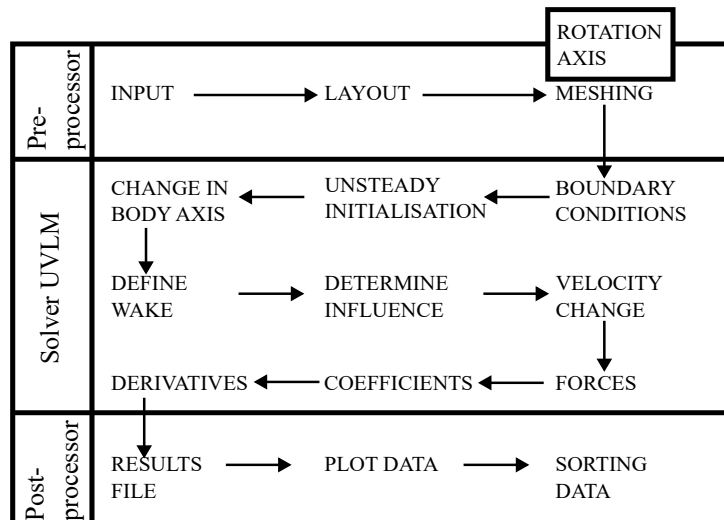 ROTATION
AXIS
Pre-
processor
INPUT
LAYOUT
MESHING
Solver UVLM
CHANGE IN
BODY AXIS
UNSTEADY
INITIALISATION
BOUNDARY
CONDITIONS
DEFINE
WAKE
DETERMINE
INFLUENCE
VELOCITY
CHANGE
DERIVATIVES
COEFFICIENTS
FORCES
Post-
processor
RESULTS
FILE
PLOT DATA
SORTING
DATA